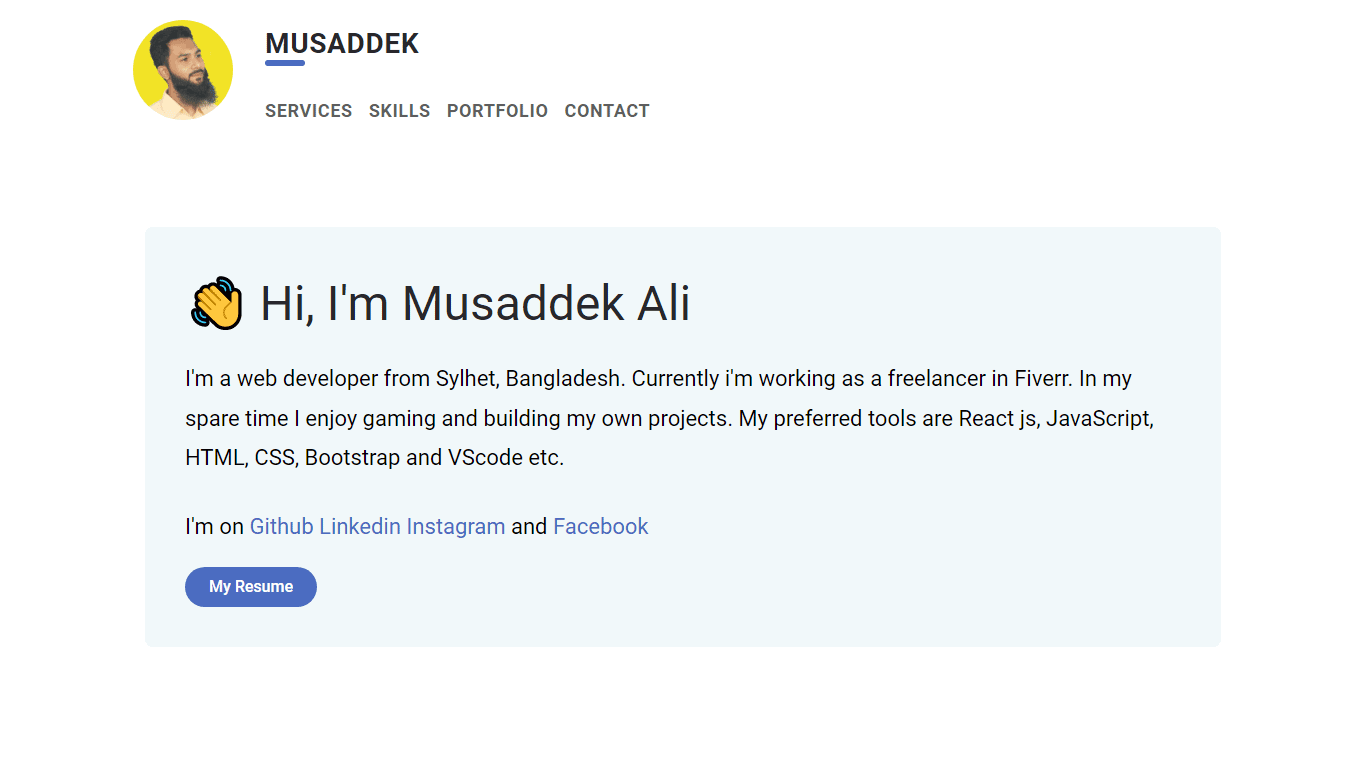 MUSADDEK
SERVICES SKILLS PORTFOLIO CONTACT
👋 Hi, I'm Musaddek Ali
I'm a web developer from Sylhet, Bangladesh. Currently i'm working as a freelancer in Fiverr. In my
spare time I enjoy gaming and building my own projects. My preferred tools are React js, JavaScript,
HTML, CSS, Bootstrap and VScode etc.
I'm on Github Linkedin Instagram and Facebook
My Resume